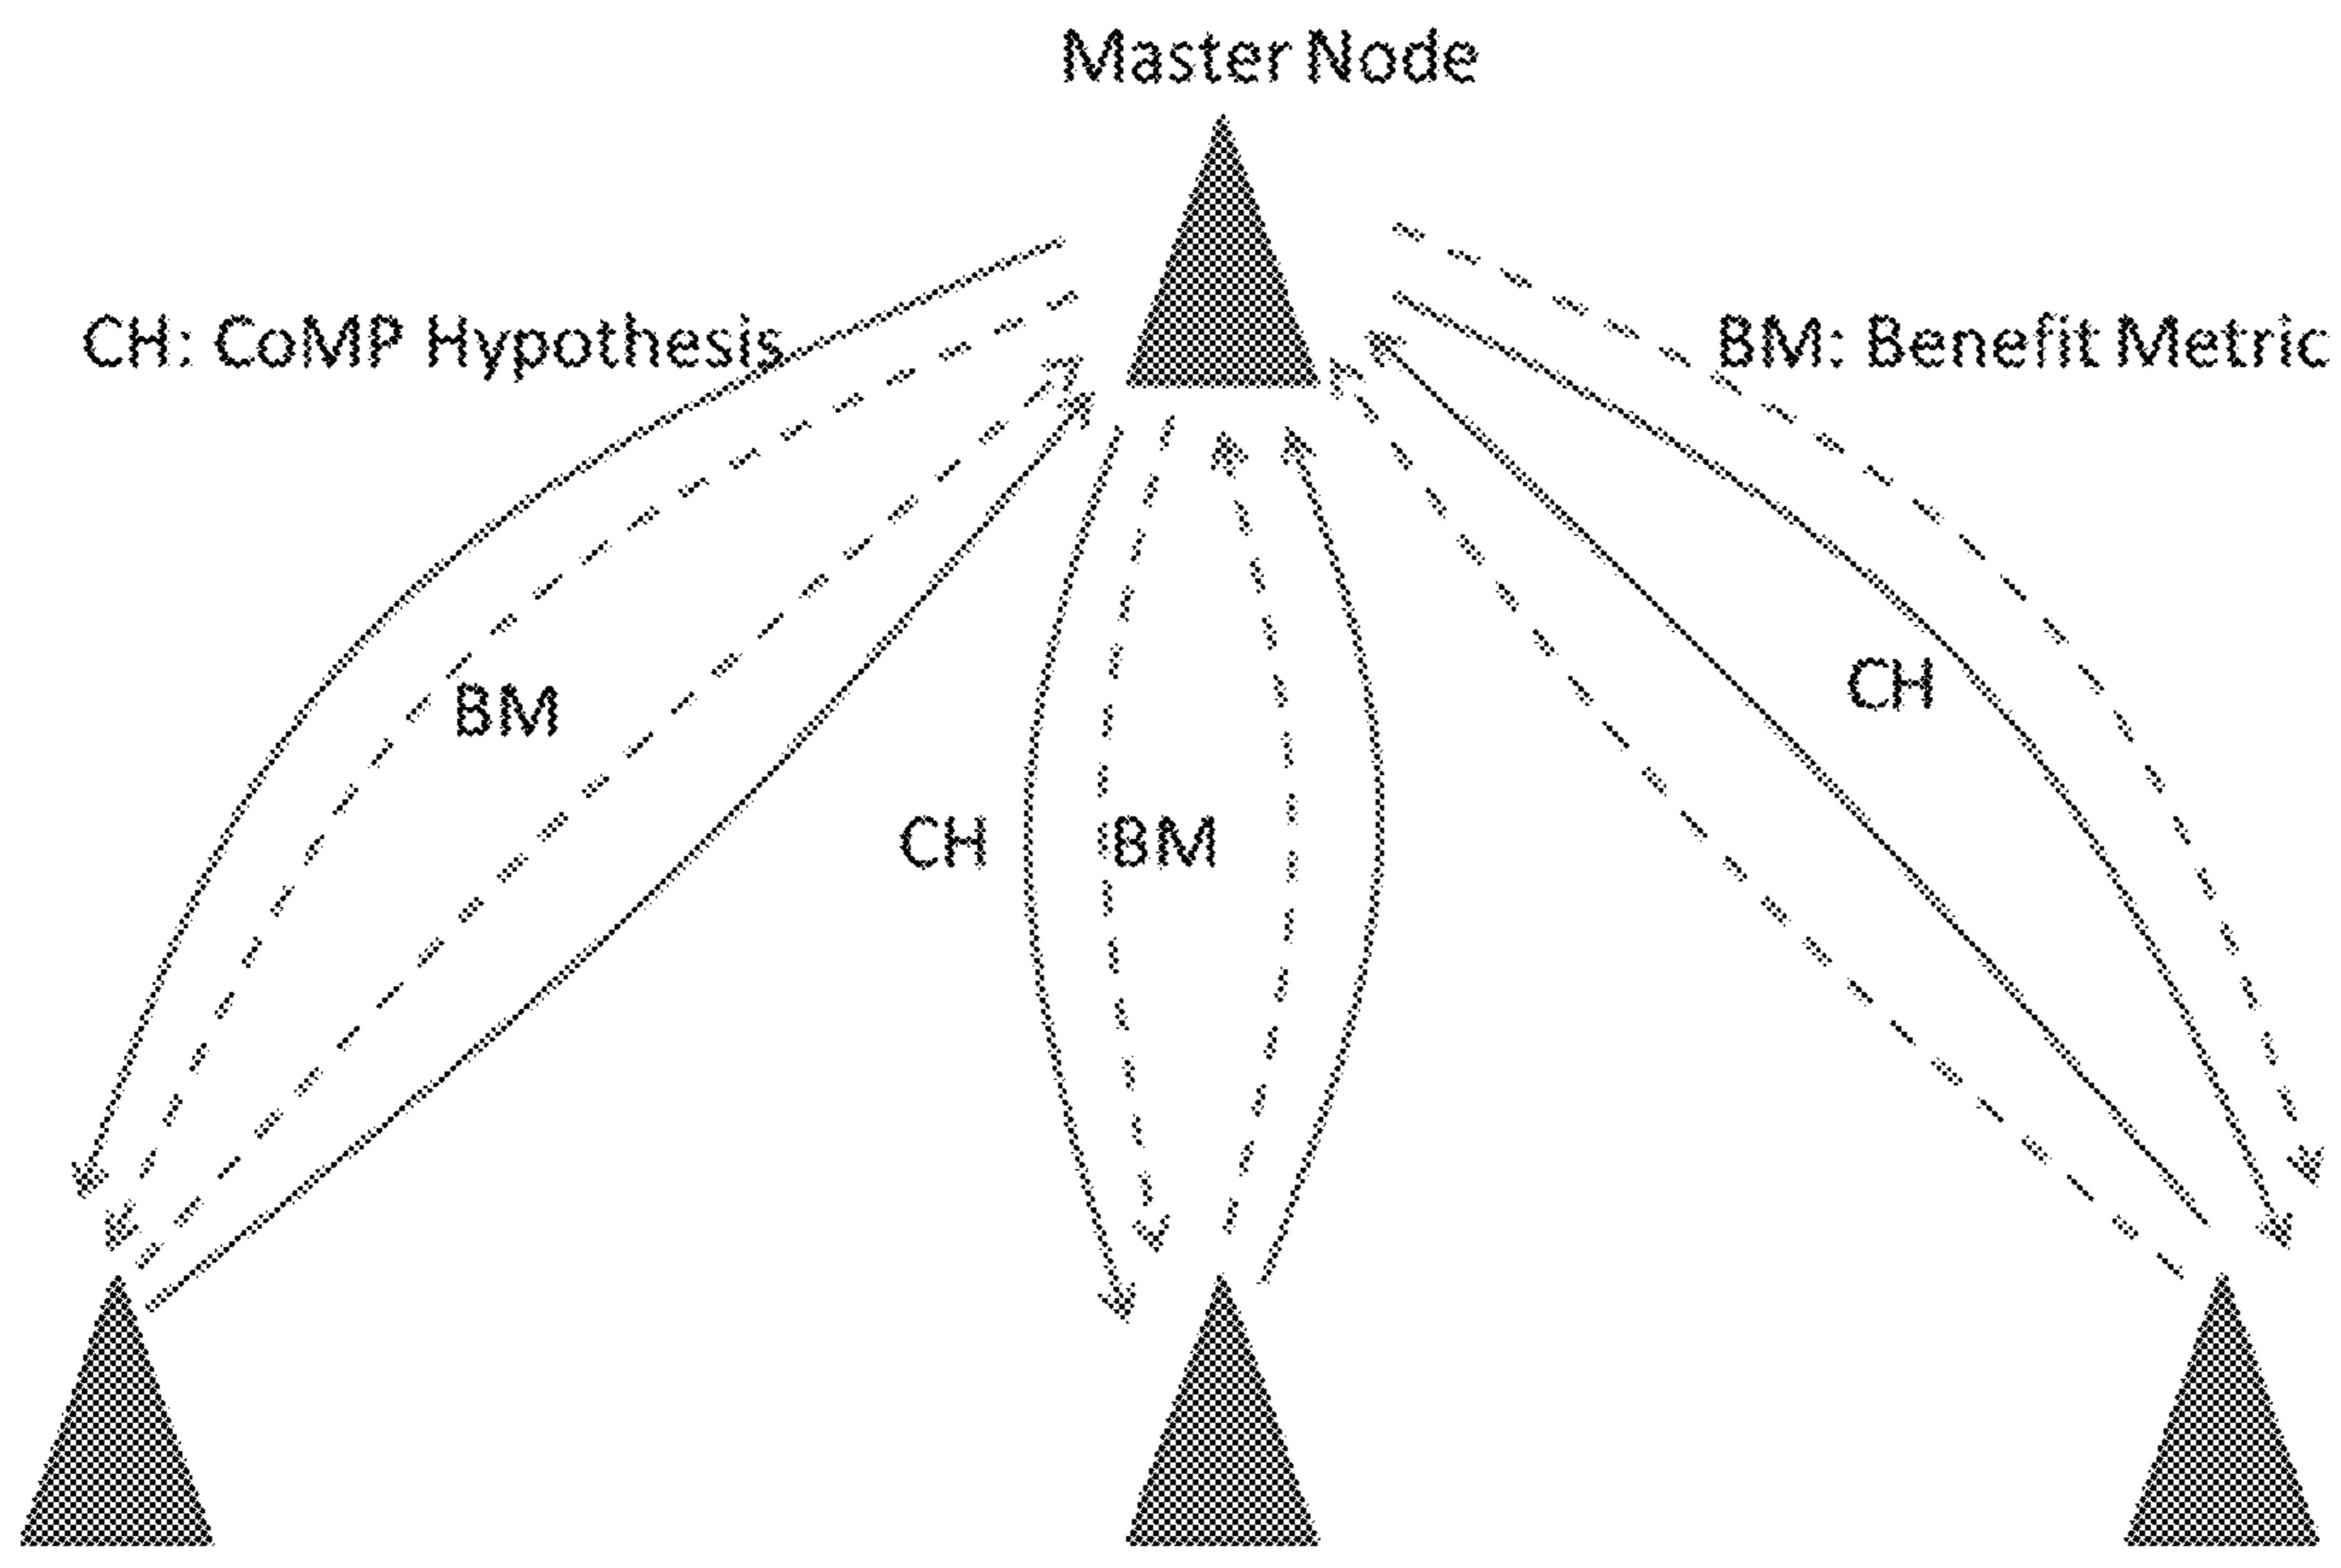 Master Node
CH: CoMP Hypothesis
BM: Benefit Metric
BM
CH
CH
BM